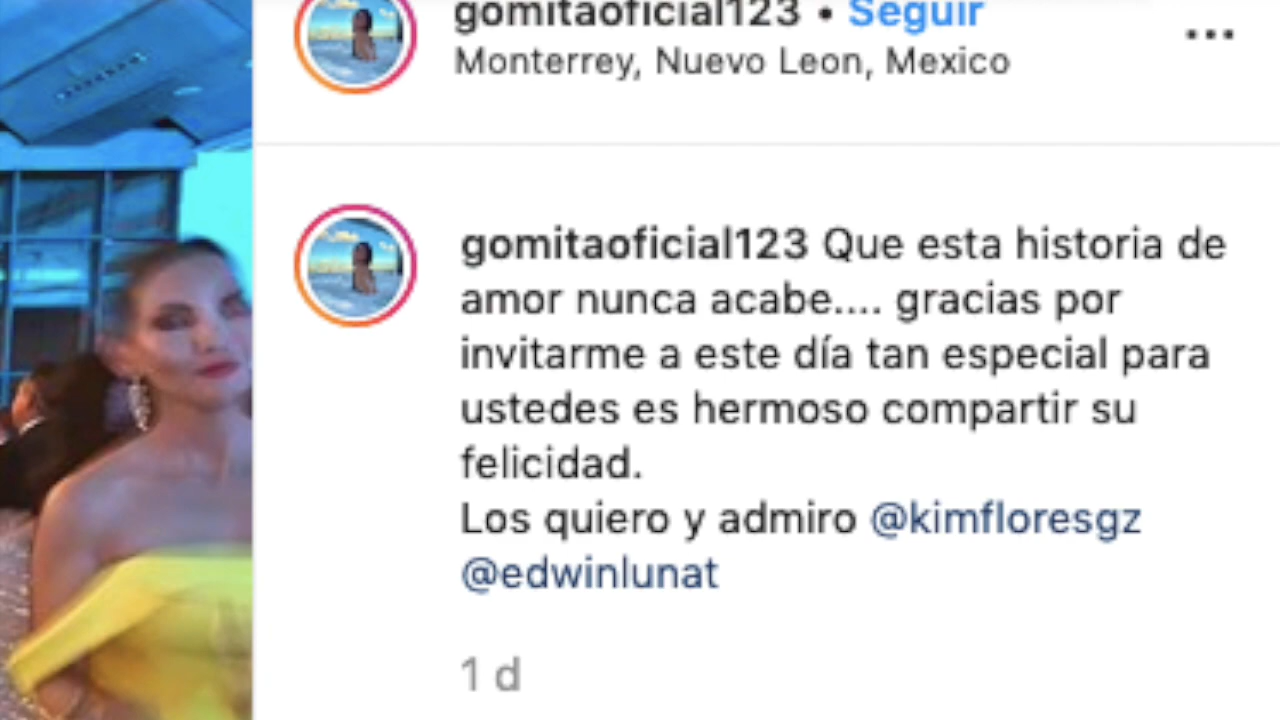 gomitaoficial123 • Seguir
Monterrey, Nuevo Leon, Mexico
gomitaoficial123 Que esta historia de
amor nunca acabe.... gracias por
invitarme a este día tan especial para
ustedes es hermoso compartir su
felicidad.
Los quiero y admiro @kimfloresgz
@edwinlunat
1 d